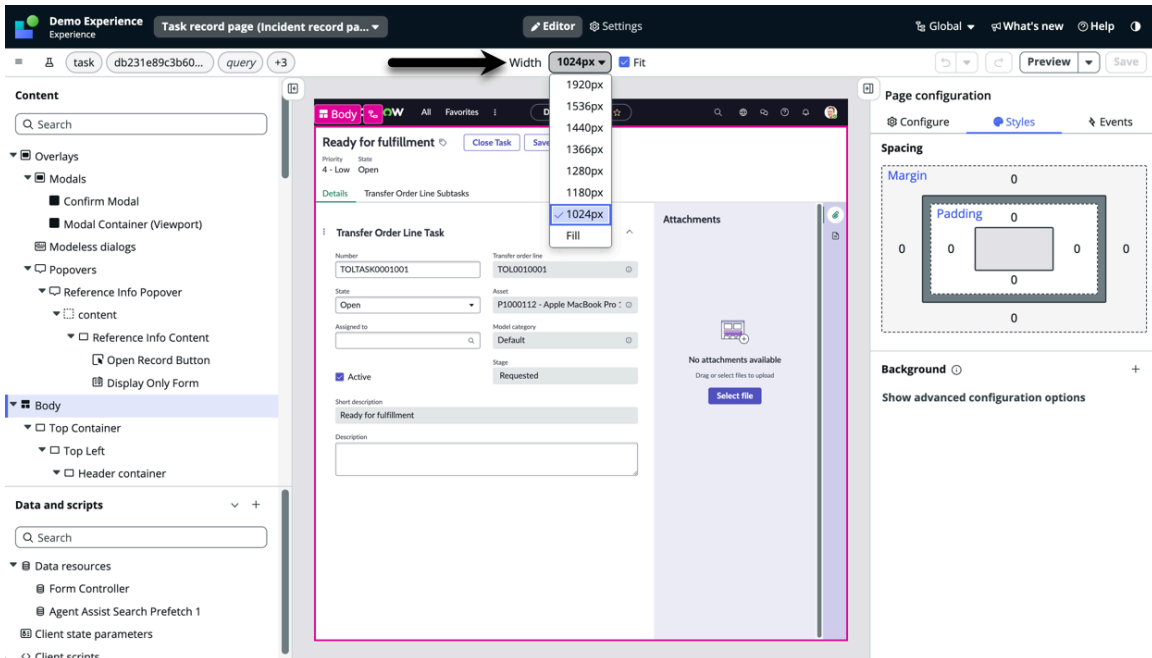 Demo Experience
Experience
Task record page (Incident record pa...
Editor
Settings
Global
What's new
Help
task
db231e89c3b60...
query
+3
Width
1024px
Fit
Preview
Save
1920px
1536px
1440px
1366px
1280px
1180px
1024px
Fill
Content
Search
Overlays
Modals
Confirm Modal
Modal Container (Viewport)
Modeless dialogs
Popovers
Reference Info Popover
content
Reference Info Content
Open Record Button
Display Only Form
Body
Top Container
Top Left
Header container
Data and scripts
Search
Data resources
Form Controller
Agent Assist Search Prefetch 1
Client state parameters
Client scripts
Body
All
Favorites
Ready for fulfillment
Close Task
Save
Priority
State
4 - Low
Open
Details
Transfer Order Line Subtasks
Transfer Order Line Task
Number
TOLTASK0001001
Transfer order line
TOL0010001
State
Open
Asset
P1000112 - Apple MacBook Pro
Assigned to
Model category
Default
Active
Stage
Requested
Short description
Ready for fulfillment
Description
Attachments
No attachments available
Drag or select files to upload
Select file
Page configuration
Configure
Styles
Events
Spacing
Margin
0
Padding
0
0
0
0
0
0
0
Background
Show advanced configuration options